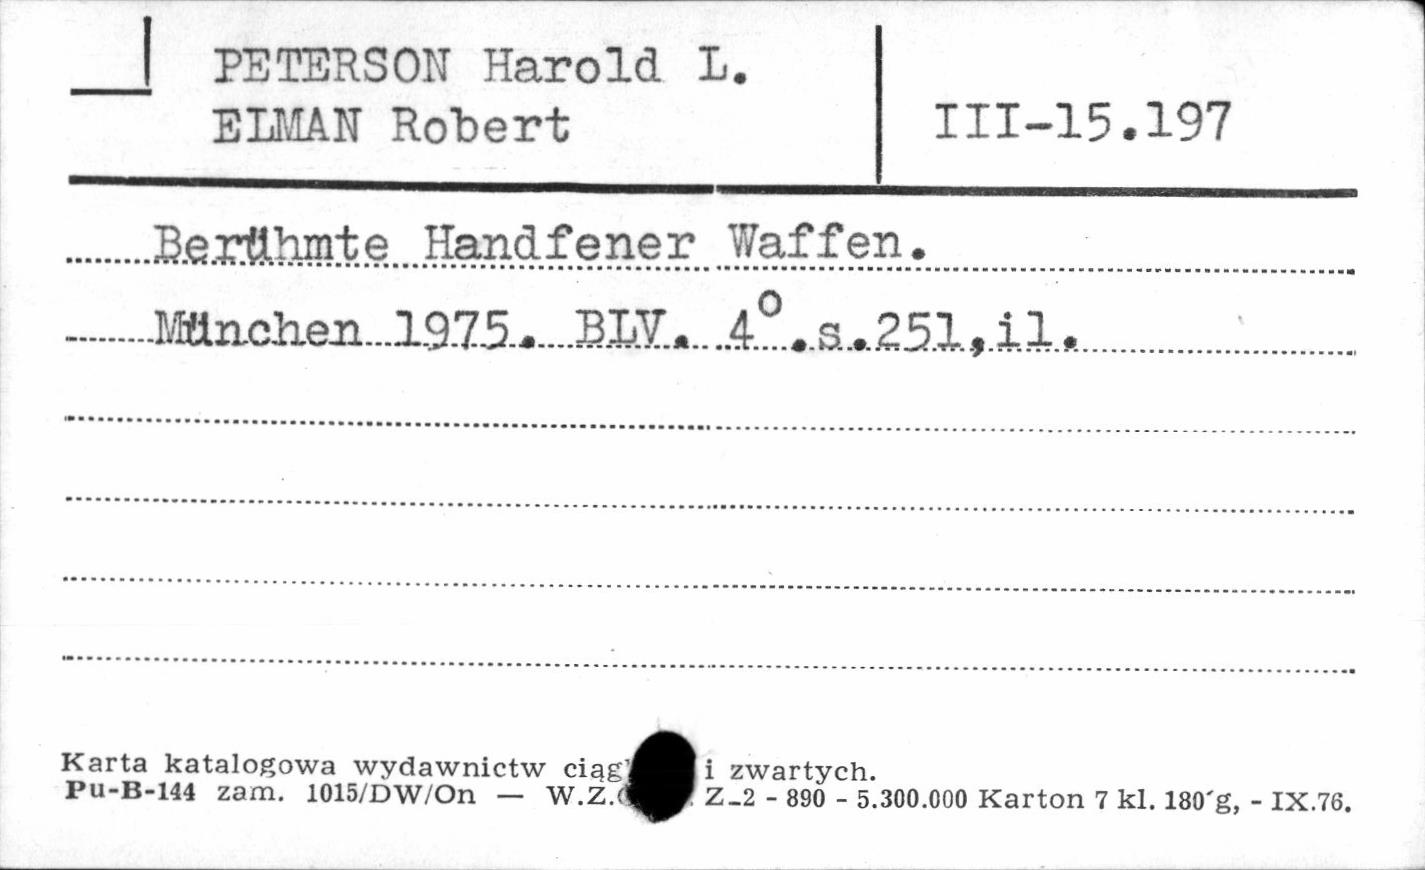 PETERSON Harold L.
ELMAN Robert
III-15.197
Berühmte Handfener Waffen.
München 1975. BLV. 4°.s.251,il.
Karta katalogowa wydawnictw i zwartych.
Pu-B-144 zam. 1015/DW/On — W.Z. Z-2 - 890 - 5.300.000 Karton 7 kl. 180´g, - IX.76.